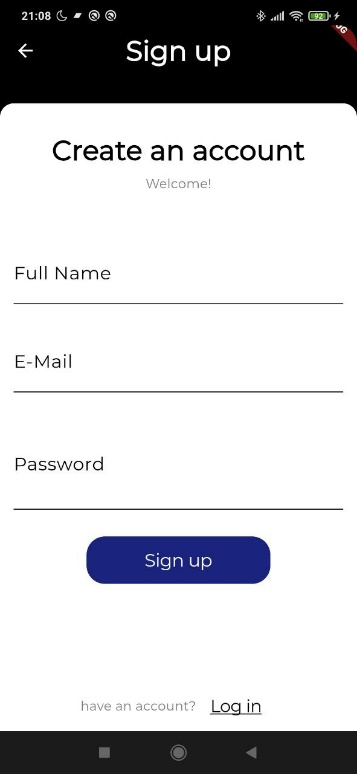 21:08 92
Sign up
Create an account
Welcome!
Full Name
E-Mail
Password
Sign up
have an account? Log in